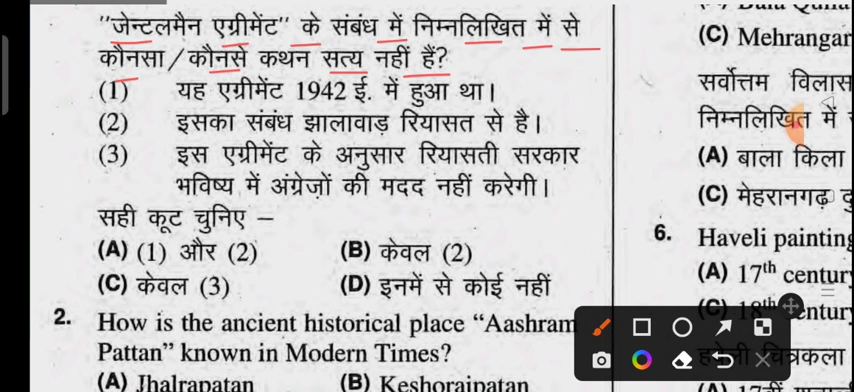 "जेन्टलमैन एग्रीमेंट" के संबंध में निम्नलिखित में से
कौनसा/कौनसे कथन सत्य नहीं हैं?
(1) यह एग्रीमेंट 1942 ई. में हुआ था।
(2) इसका संबंध झालावाड़ रियासत से है।
(3) इस एग्रीमेंट के अनुसार रियासती सरकार
भविष्य में अंग्रेज़ों की मदद नहीं करेगी।
सही कूट चुनिए –
(A) (1) और (2) (B) केवल (2)
(C) केवल (3) (D) इनमें से कोई नहीं
2. How is the ancient historical place "Aashram
Pattan" known in Modern Times?
(A) Jhalrapatan (B) Keshoraipatan
(C) Mehrangar
सर्वोत्तम विलास
निम्नलिखित में
(A) बाला किला
(C) मेहरानगढ़ दु
6. Haveli painting
(A) 17th century
(C) 18th century
हवेली चित्रकला